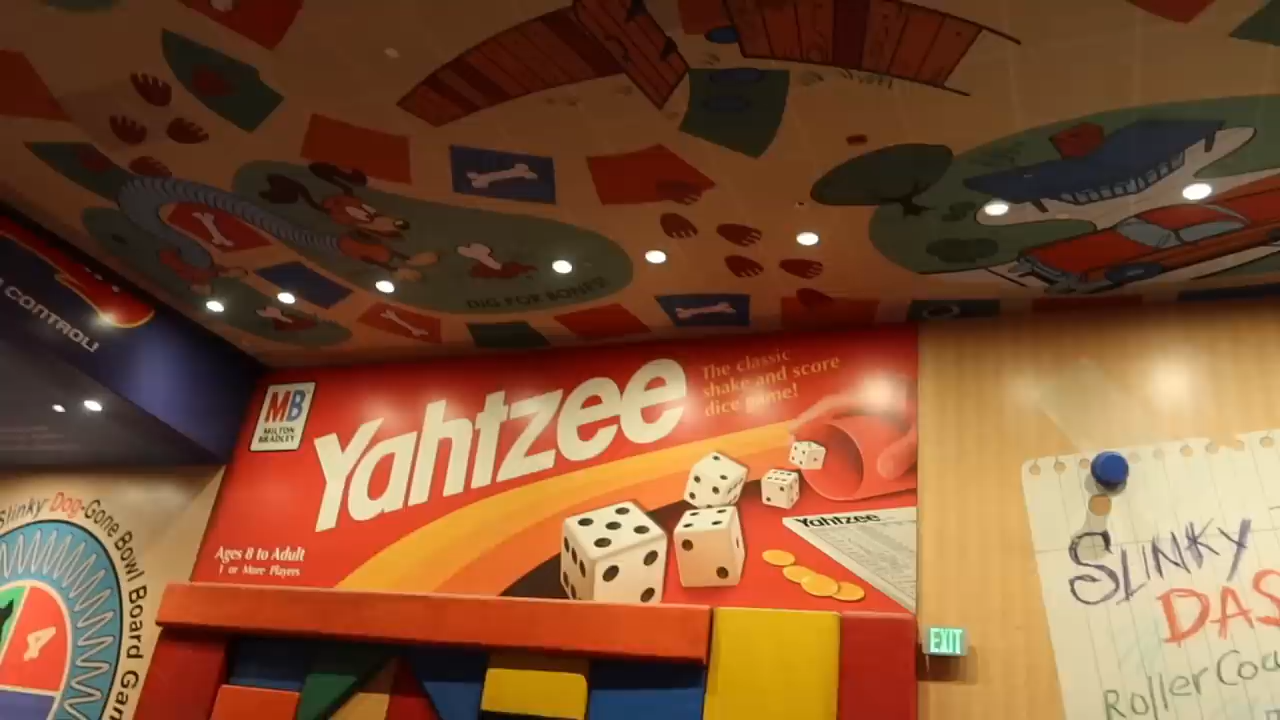 DIG FOR BONES!
CONTROL!
MB
MILTON
BRADLEY
Yahtzee
The classic
shake and score
dice game!
Ages 8 to Adult
1 or More Players
Yahtzee
Slinky Dog-Gone Bowl Board Gam
4
EXIT
SLINKY
DAS
Roller Coa